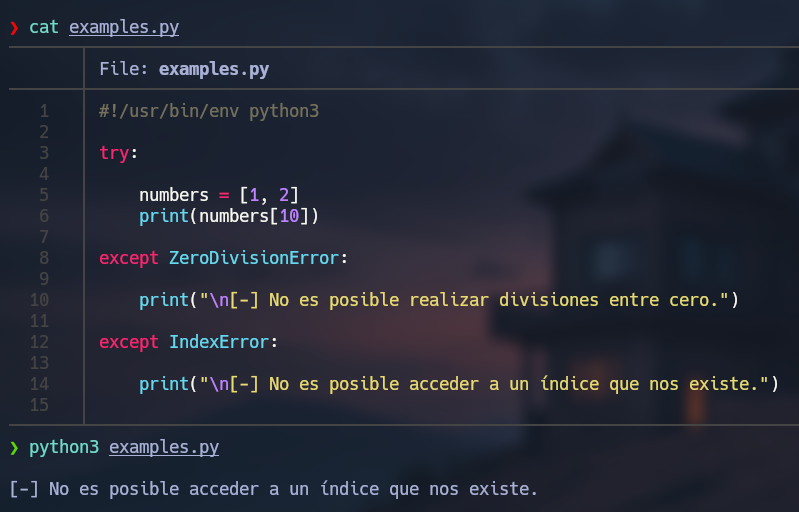 ❯ cat examples.py
File: examples.py
1 #!/usr/bin/env python3
2
3 try:
4
5     numbers = [1, 2]
6     print(numbers[10])
7
8 except ZeroDivisionError:
9
10     print("\n[-] No es posible realizar divisiones entre cero.")
11
12 except IndexError:
13
14     print("\n[-] No es posible acceder a un índice que nos existe.")
15
❯ python3 examples.py
[-] No es posible acceder a un índice que nos existe.